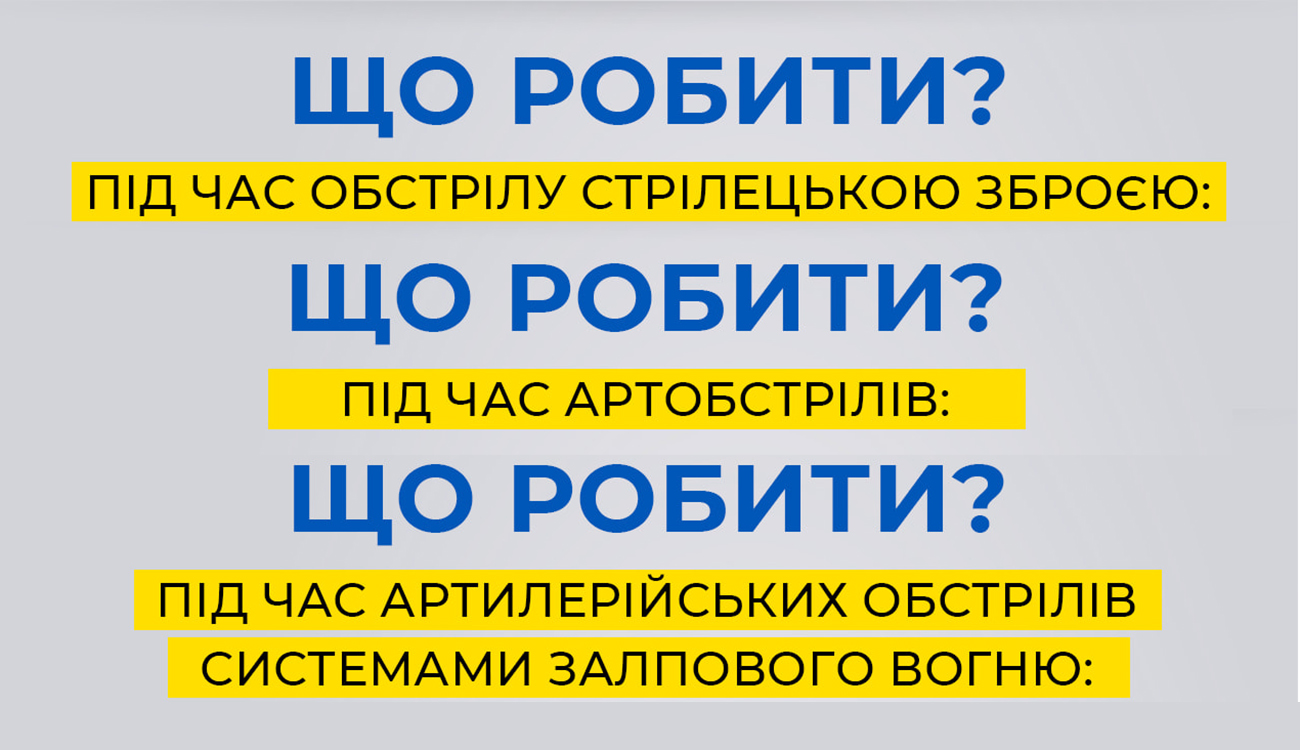 ЩО РОБИТИ?
ПІД ЧАС ОБСТРІЛУ СТРІЛЕЦЬКОЮ ЗБРОЄЮ:
ЩО РОБИТИ?
ПІД ЧАС АРТОБСТРІЛІВ:
ЩО РОБИТИ?
ПІД ЧАС АРТИЛЕРІЙСЬКИХ ОБСТРІЛІВ
СИСТЕМАМИ ЗАЛПОВОГО ВОГНЮ: